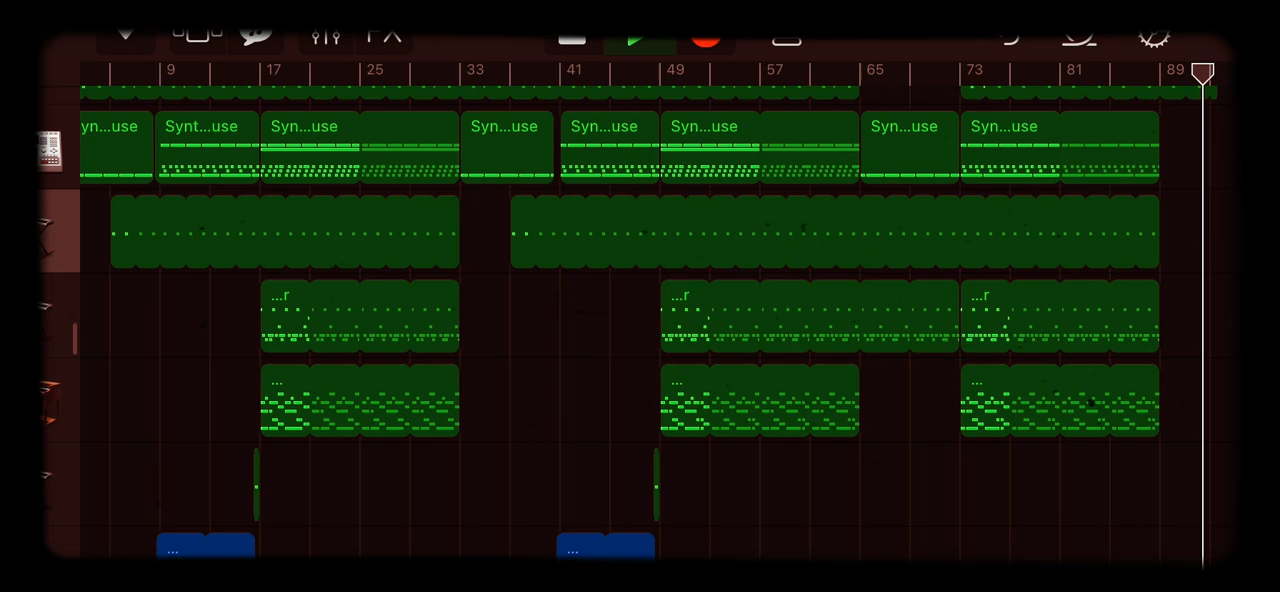 FX
9 17 25 33 41 49 57 65 73 81 89
yn...use Synt...use Syn...use Syn...use Syn...use Syn...use Syn...use Syn...use
...r ...r ...r
... ... ...
... ...